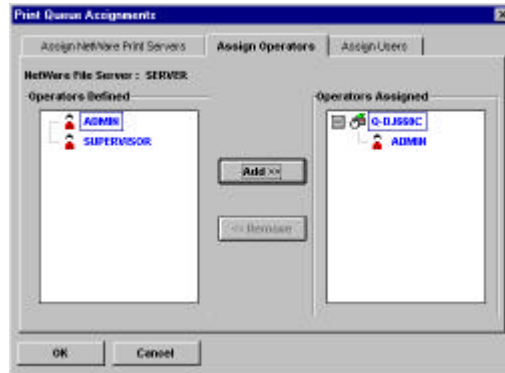 Print Queue Assignments
Assign NetWare Print Servers
Assign Operators
Assign Users
NetWare File Server : SERVER
Operators Defined
ADMIN
SUPERVISOR
Add >>
<< Remove
Operators Assigned
Q-DJ660C
ADMIN
OK
Cancel